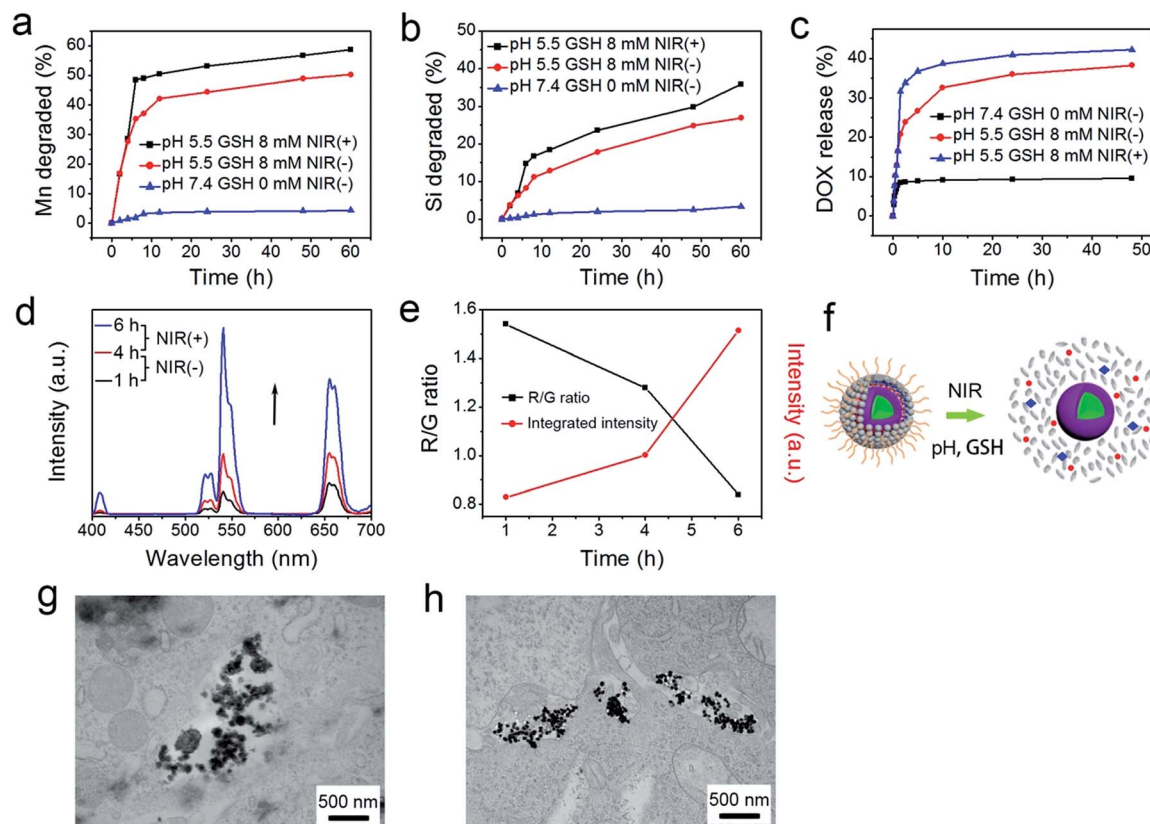 a
Mn degraded (%)
60
50
40
30
20
10
0
pH 5.5 GSH 8 mM NIR(+)
pH 5.5 GSH 8 mM NIR(-)
pH 7.4 GSH 0 mM NIR(-)
0 10 20 30 40 50 60
Time (h)
b
Si degraded (%)
50
40
30
20
10
0
pH 5.5 GSH 8 mM NIR(+)
pH 5.5 GSH 8 mM NIR(-)
pH 7.4 GSH 0 mM NIR(-)
0 10 20 30 40 50 60
Time (h)
c
DOX release (%)
45
40
35
30
25
20
15
10
5
0
pH 7.4 GSH 0 mM NIR(-)
pH 5.5 GSH 8 mM NIR(-)
pH 5.5 GSH 8 mM NIR(+)
0 10 20 30 40 50
Time (h)
d
Intensity (a.u.)
6 h
NIR(+)
4 h
NIR(-)
1 h
400 450 500 550 600 650 700
Wavelength (nm)
e
R/G ratio
1.6
1.4
1.2
1.0
0.8
R/G ratio
Integrated intensity
1 2 3 4 5 6
Time (h)
Intensity (a.u.)
f
NIR
pH, GSH
g
500 nm
h
500 nm